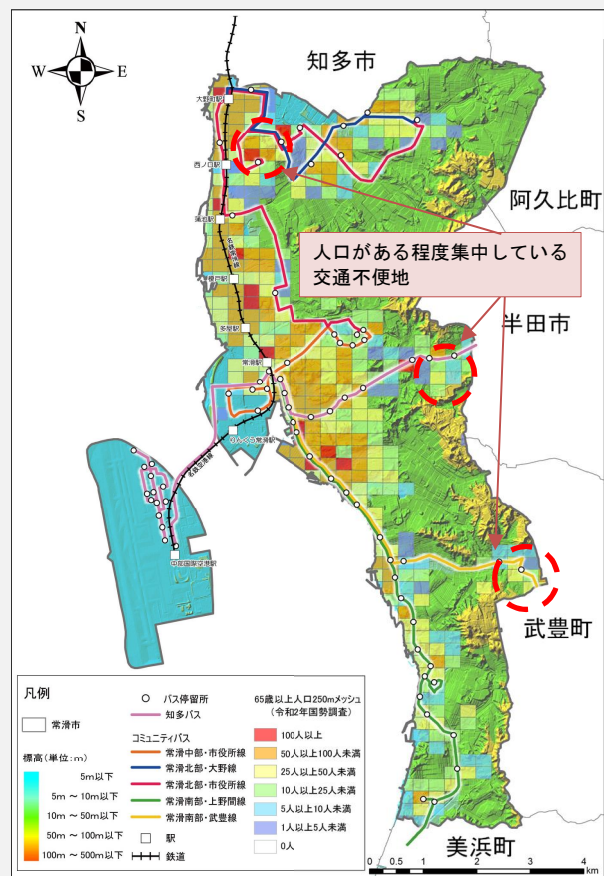 N
W
E
S
知多市
大野町駅
西ノ口駅
阿久比町
蒲池駅
人口がある程度集中している
交通不便地
名鉄常滑線
榎戸駅
半田市
多屋駅
常滑駅
りんくう常滑駅
名鉄空港線
中部国際空港駅
武豊町
凡例
常滑市
標高(単位:m)
5m以下
5m ～ 10m以下
10m ～ 50m以下
50m ～ 100m以下
100m ～ 500m以下
バス停留所
知多バス
コミュニティバス
常滑中部・市役所線
常滑北部・大野線
常滑北部・市役所線
常滑南部・上野間線
常滑南部・武豊線
駅
鉄道
65歳以上人口250mメッシュ
(令和2年国勢調査)
100人以上
50人以上100人未満
25人以上50人未満
10人以上25人未満
5人以上10人未満
1人以上5人未満
0人
美浜町
0 0.5 1 2 3 4
km